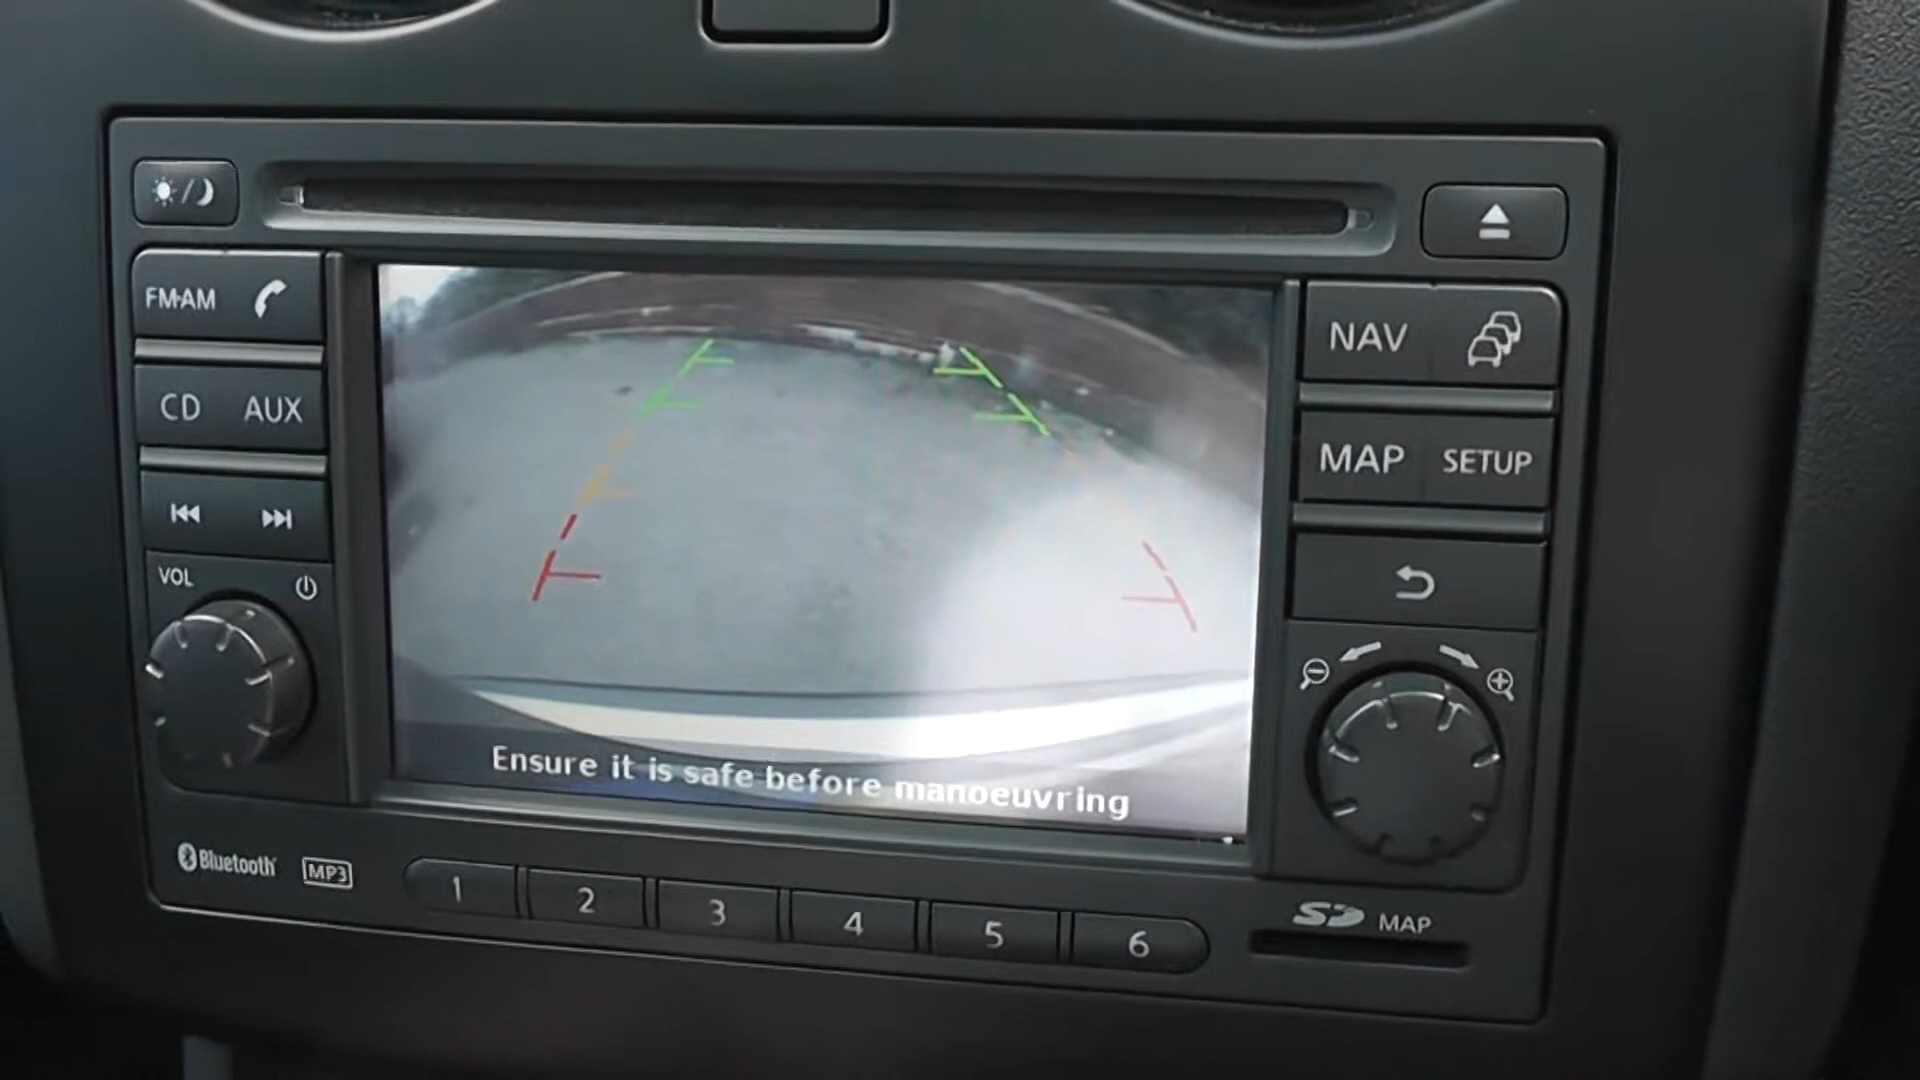 FM·AM
NAV
CD AUX
MAP SETUP
VOL
Ensure it is safe before manoeuvring
Bluetooth MP3
1 2 3 4 5 6
SD MAP